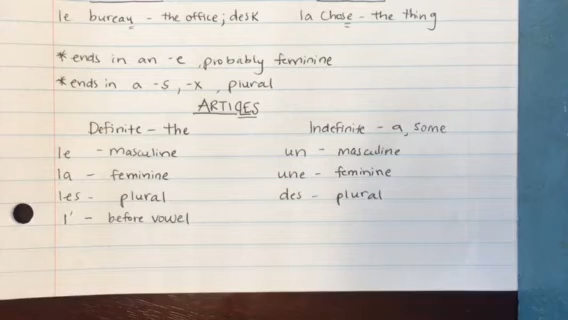 le bureau - the office; desk la chose - the thing
* ends in an -e, probably feminine
* ends in a -s, -x, plural
ARTICLES
Definite - the Indefinite - a, some
le - masculine un - masculine
la - feminine une - feminine
les - plural des - plural
l' - before vowel